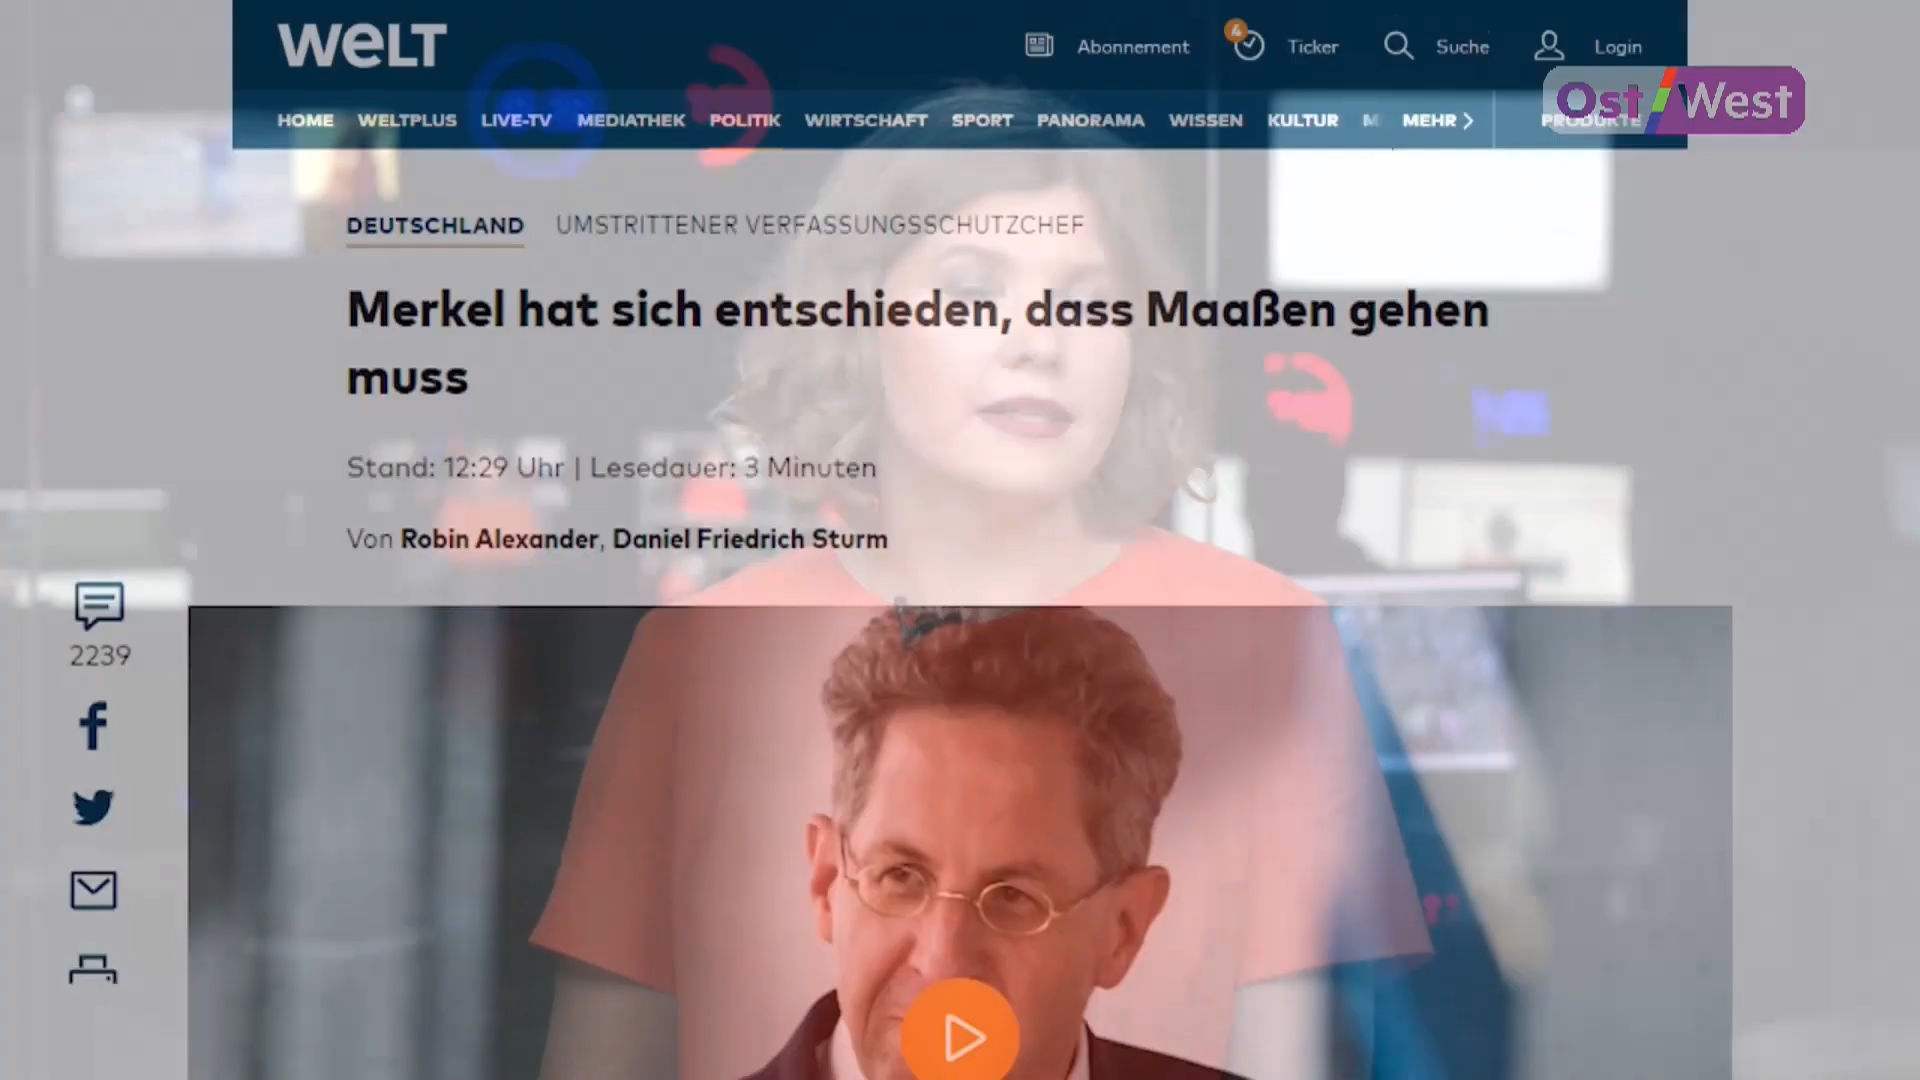 WELT
Abonnement
4
Ticker
Suche
Login
Ost/West
HOME WELTPLUS LIVE-TV MEDIATHEK POLITIK WIRTSCHAFT SPORT PANORAMA WISSEN KULTUR M MEHR PRODUKTE
DEUTSCHLAND UMSTRITTENER VERFASSUNGSSCHUTZCHEF
Merkel hat sich entschieden, dass Maaßen gehen
muss
Stand: 12:29 Uhr | Lesedauer: 3 Minuten
Von Robin Alexander, Daniel Friedrich Sturm
2239